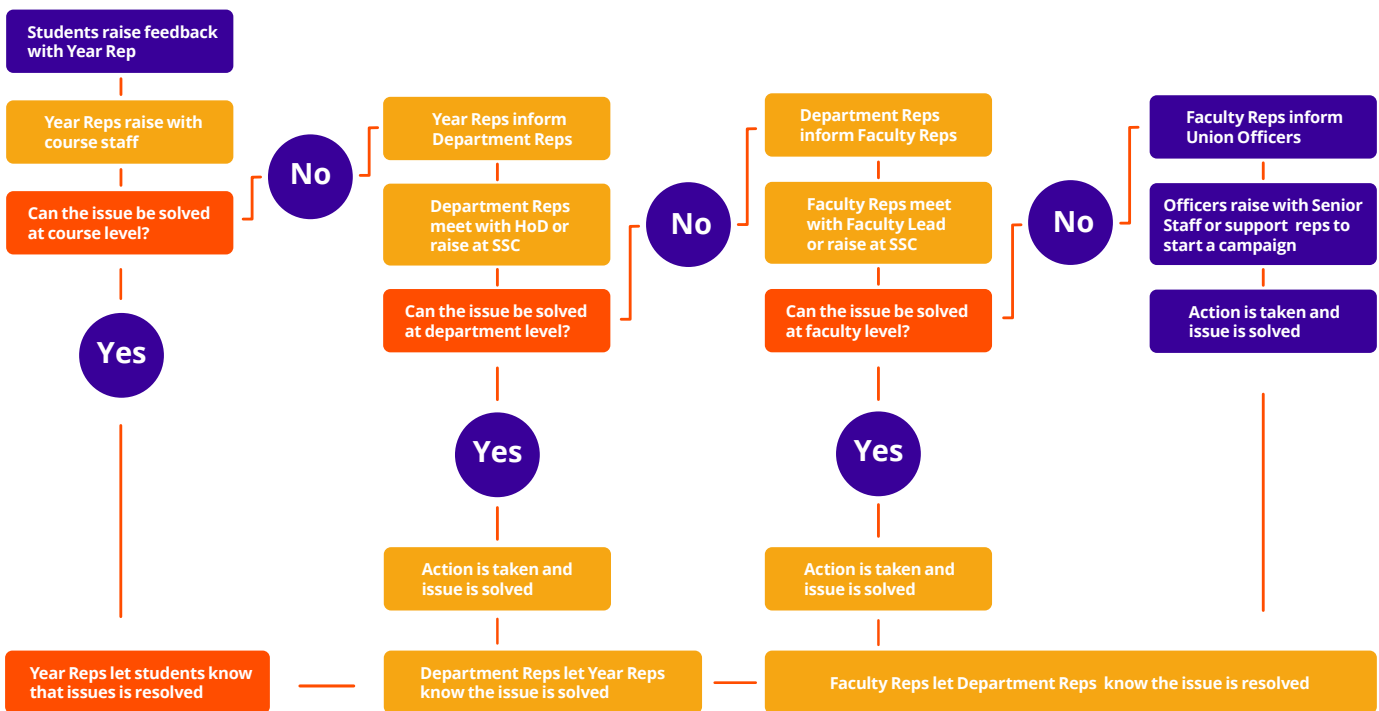 Students raise feedback
with Year Rep
Year Reps raise with
course staff
Can the issue be solved
at course level?
Yes
No
Year Reps inform
Department Reps
Department Reps
meet with HoD or
raise at SSC
Can the issue be solved
at department level?
Yes
Action is taken and
issue is solved
No
Department Reps
inform Faculty Reps
Faculty Reps meet
with Faculty Lead
or raise at SSC
Can the issue be solved
at faculty level?
Yes
Action is taken and
issue is solved
No
Faculty Reps inform
Union Officers
Officers raise with Senior
Staff or support reps to
start a campaign
Action is taken and
issue is solved
Year Reps let students know
that issues is resolved
Department Reps let Year Reps
know the issue is solved
Faculty Reps let Department Reps know the issue is resolved